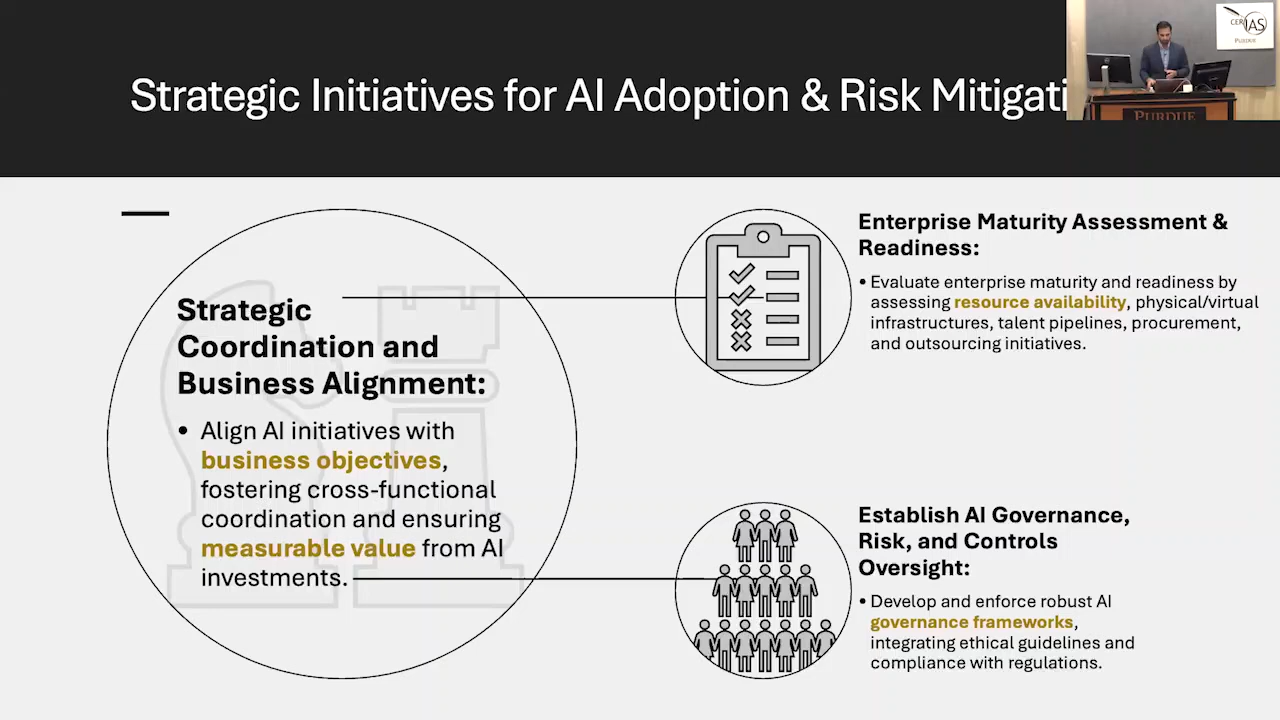 Strategic Initiatives for AI Adoption & Risk Mitigati
CERIAS
PURDUE
PURDUE
Strategic
Coordination and
Business Alignment:
• Align AI initiatives with
business objectives,
fostering cross-functional
coordination and ensuring
measurable value from AI
investments.
Enterprise Maturity Assessment &
Readiness:
• Evaluate enterprise maturity and readiness by
assessing resource availability, physical/virtual
infrastructures, talent pipelines, procurement,
and outsourcing initiatives.
Establish AI Governance,
Risk, and Controls
Oversight:
• Develop and enforce robust AI
governance frameworks,
integrating ethical guidelines and
compliance with regulations.